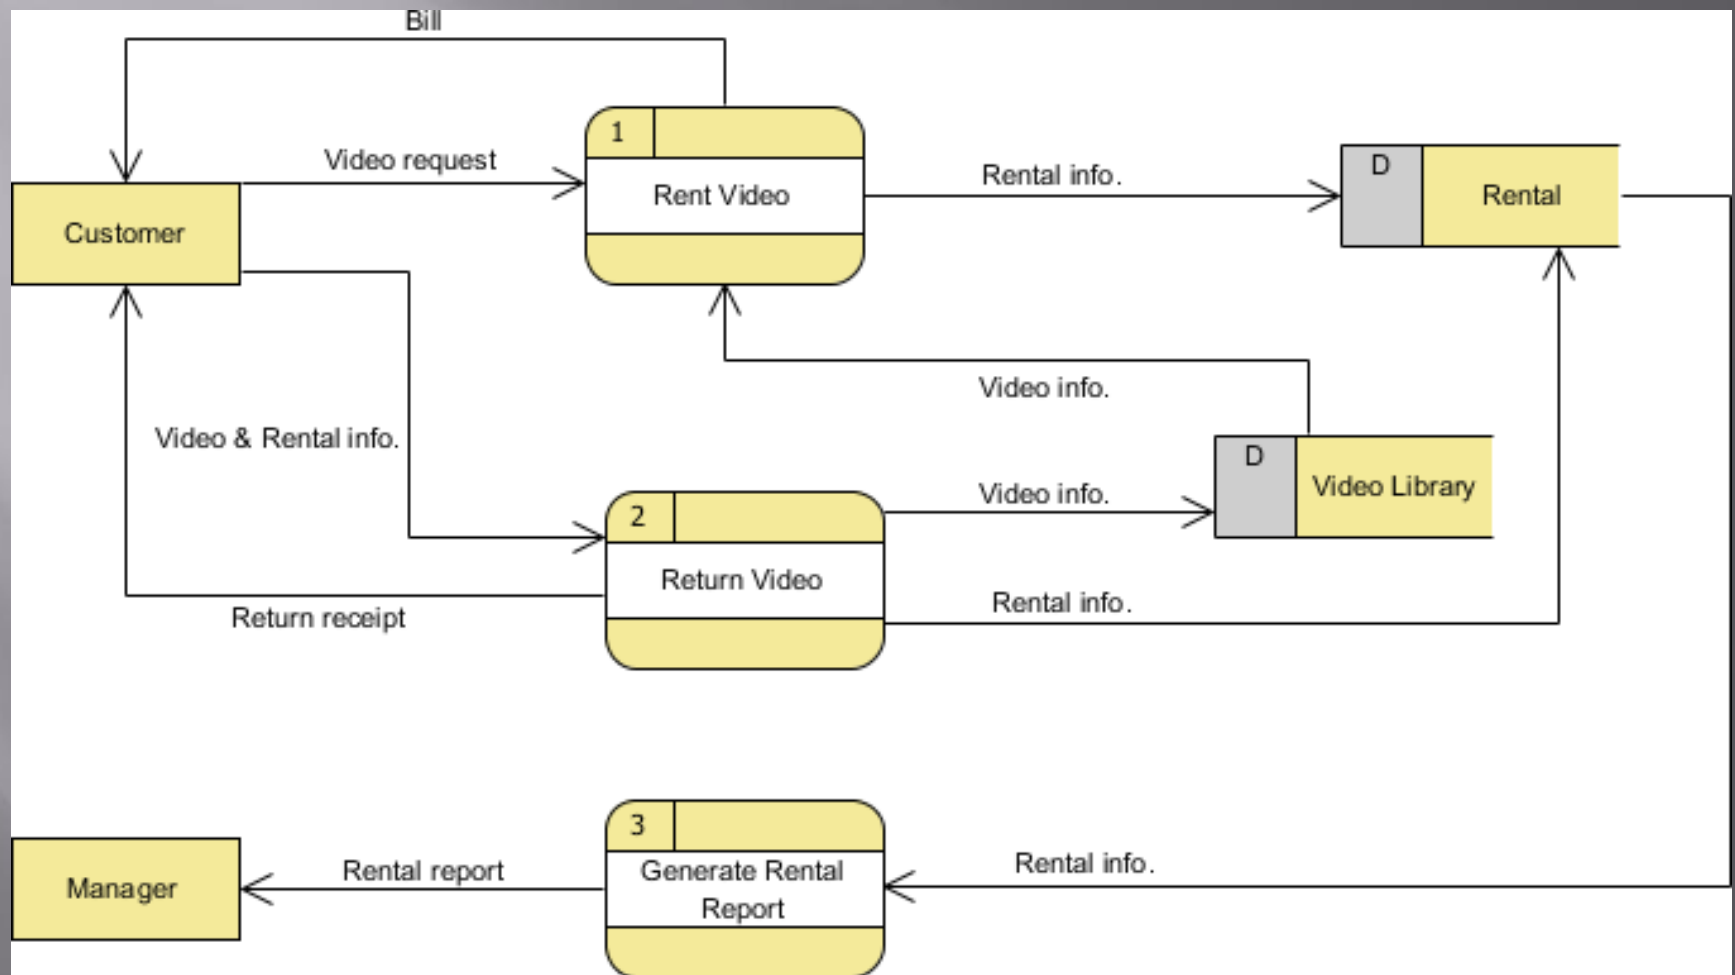 Bill
Video request
1
Rent Video
Rental info.
D
Rental
Customer
Video info.
Video & Rental info.
D
Video Library
Video info.
2
Return Video
Return receipt
Rental info.
3
Generate Rental
Report
Rental report
Manager
Rental info.